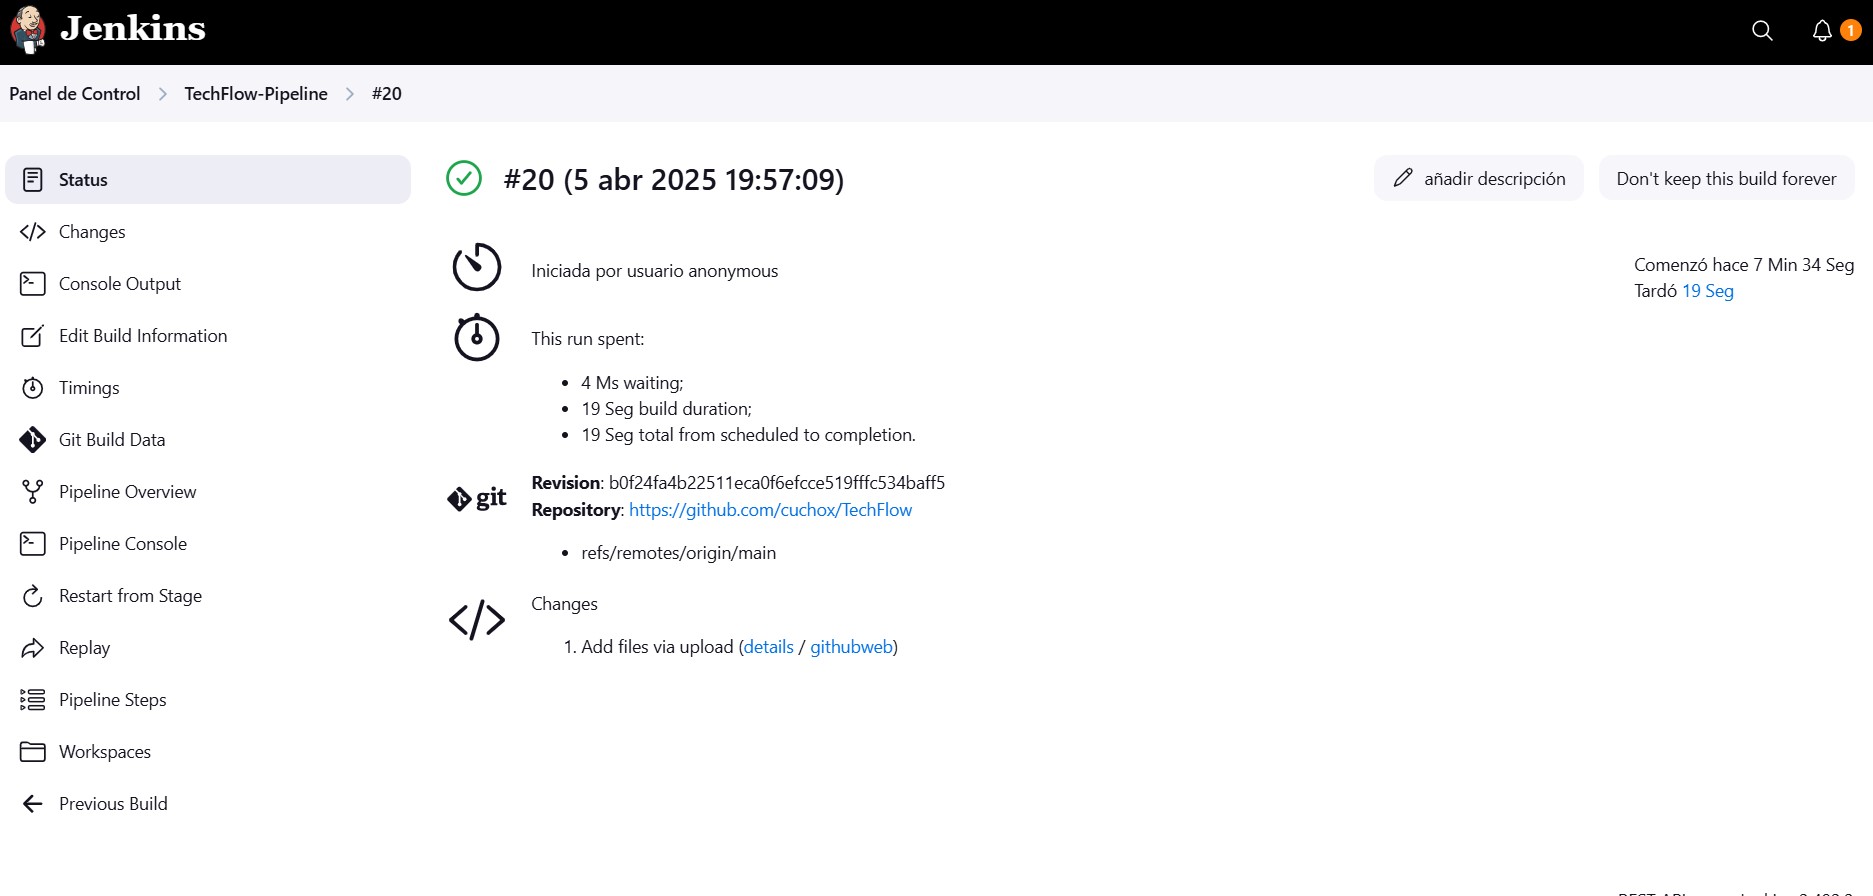 Jenkins
1
Panel de Control > TechFlow-Pipeline > #20
Status
Changes
Console Output
Edit Build Information
Timings
Git Build Data
Pipeline Overview
Pipeline Console
Restart from Stage
Replay
Pipeline Steps
Workspaces
Previous Build
#20 (5 abr 2025 19:57:09)
añadir descripción
Don't keep this build forever
Iniciada por usuario anonymous
Comenzó hace 7 Min 34 Seg
Tardó 19 Seg
This run spent:
• 4 Ms waiting;
• 19 Seg build duration;
• 19 Seg total from scheduled to completion.
git
Revision: b0f24fa4b22511eca0f6efcce519fffc534baff5
Repository: https://github.com/cuchox/TechFlow
• refs/remotes/origin/main
Changes
1. Add files via upload (details / githubweb)